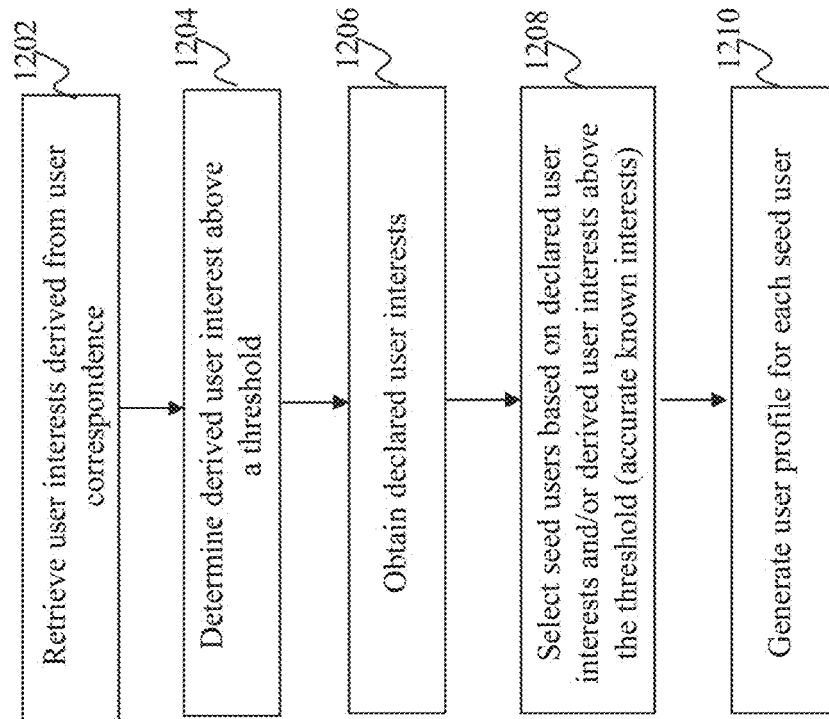 1202
Retrieve user interests derived from user
correspondence
1204
Determine derived user interest above
a threshold
1206
Obtain declared user interests
1208
Select seed users based on declared user
interests and/or derived user interests above
the threshold (accurate known interests)
1210
Generate user profile for each seed user